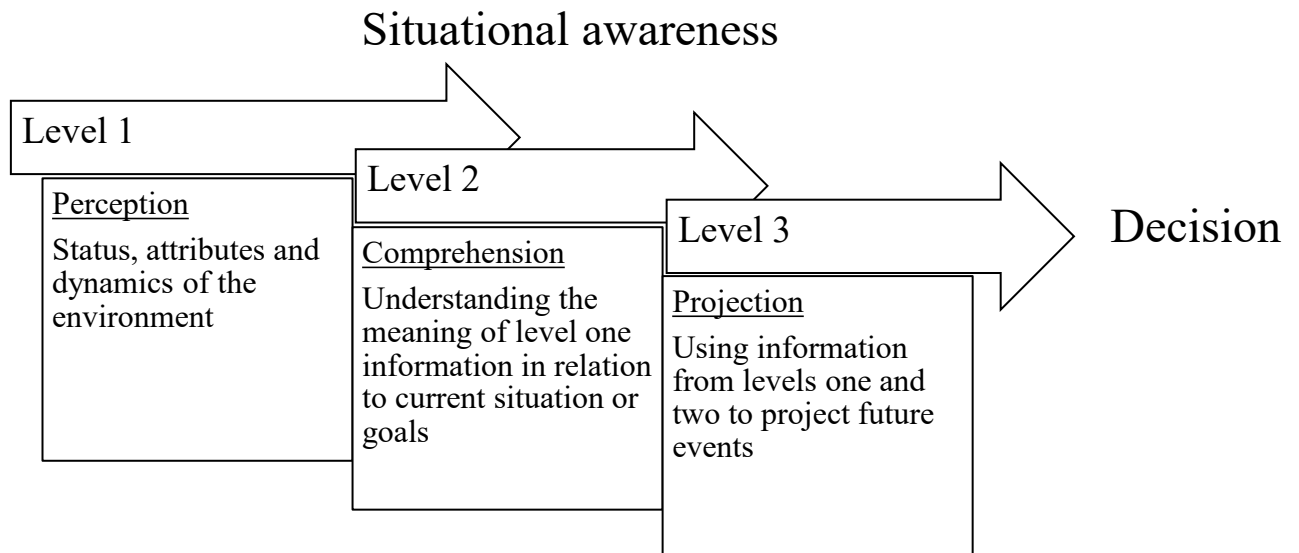 Situational awareness
Level 1
Perception
Status, attributes and
dynamics of the
environment
Level 2
Comprehension
Understanding the
meaning of level one
information in relation
to current situation or
goals
Level 3
Projection
Using information
from levels one and
two to project future
events
Decision